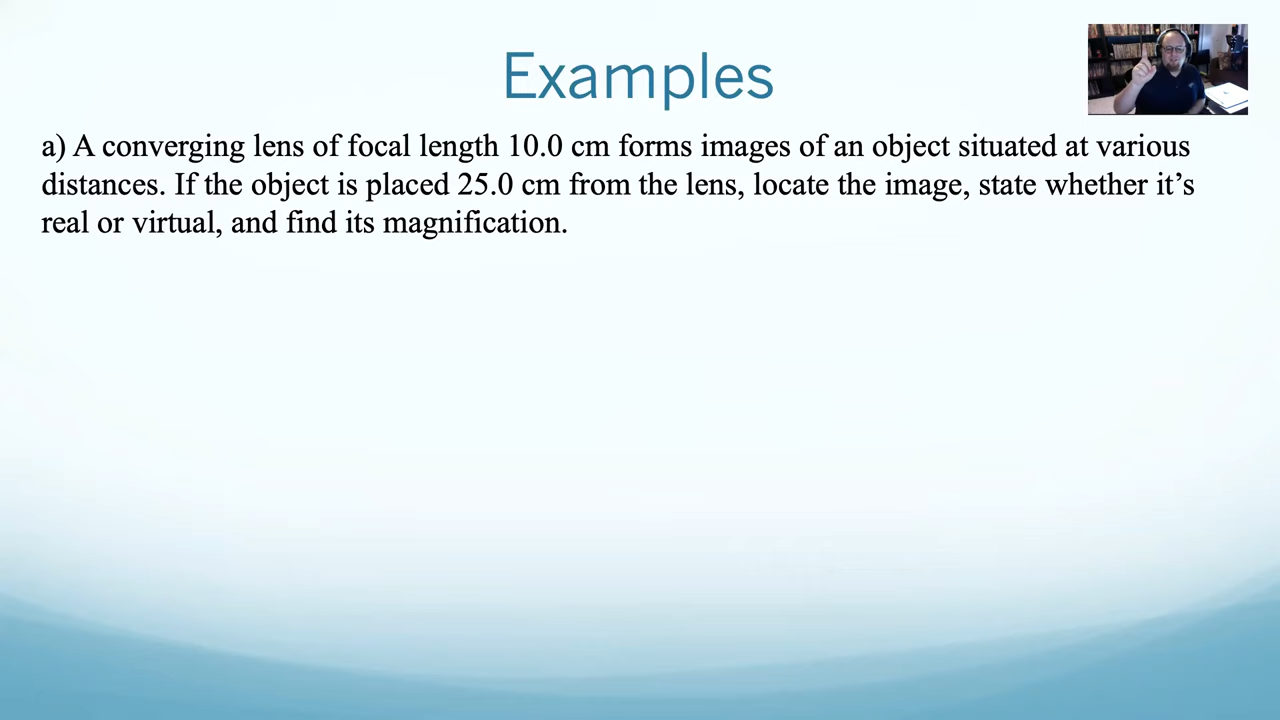 Examples
a) A converging lens of focal length 10.0 cm forms images of an object situated at various
distances. If the object is placed 25.0 cm from the lens, locate the image, state whether it’s
real or virtual, and find its magnification.